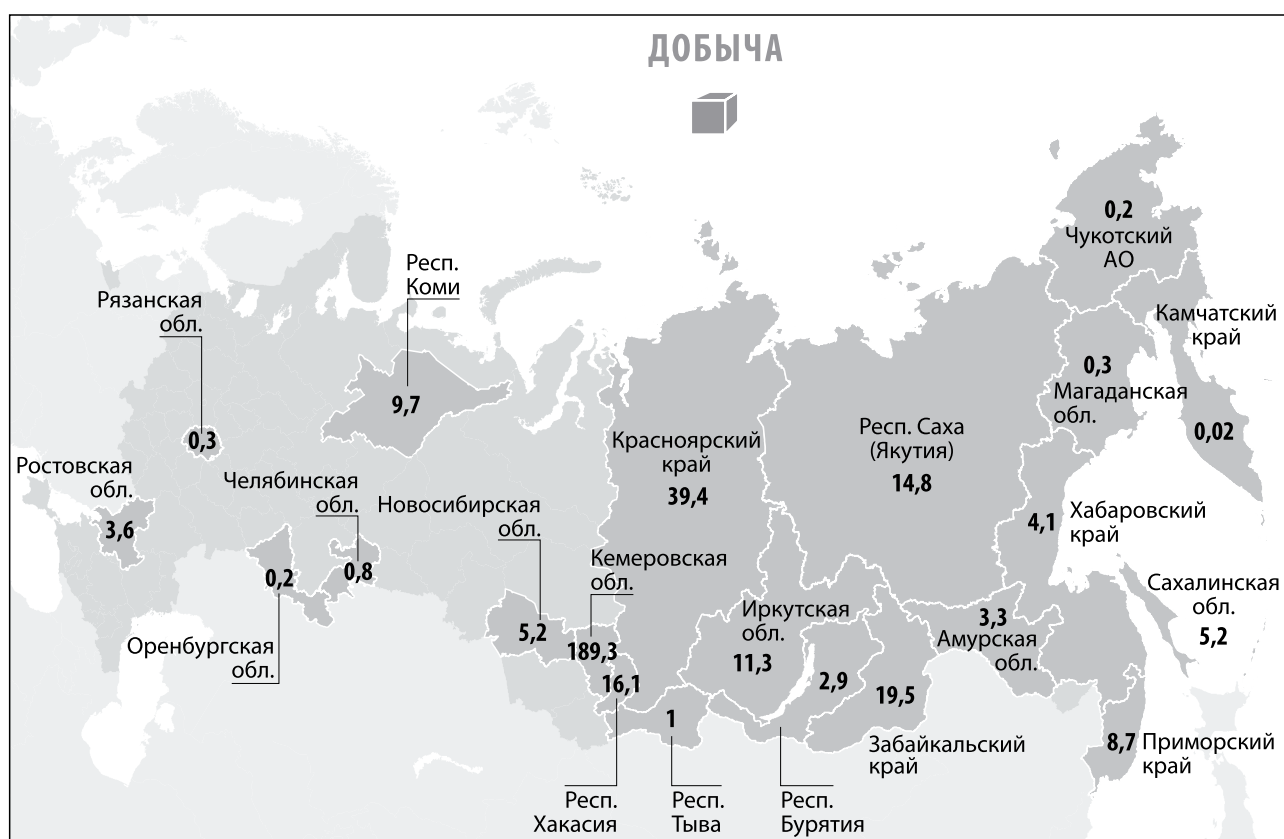 ДОБЫЧА
0,2
Чукотский
АО
Респ.
Коми
9,7
Рязанская
обл.
0,3
Камчатский
край
0,02
0,3
Магаданская
обл.
Красноярский
край
39,4
Респ. Саха
(Якутия)
14,8
Ростовская
обл.
3,6
Челябинская
обл.
0,8
Новосибирская
обл.
5,2
4,1
Хабаровский
край
Кемеровская
обл.
189,3
0,2
Оренбургская
обл.
Сахалинская
обл.
5,2
Иркутская
обл.
11,3
3,3
Амурская
обл.
16,1
2,9
19,5
Забайкальский
край
1
8,7
Приморский
край
Респ.
Хакасия
Респ.
Тыва
Респ.
Бурятия